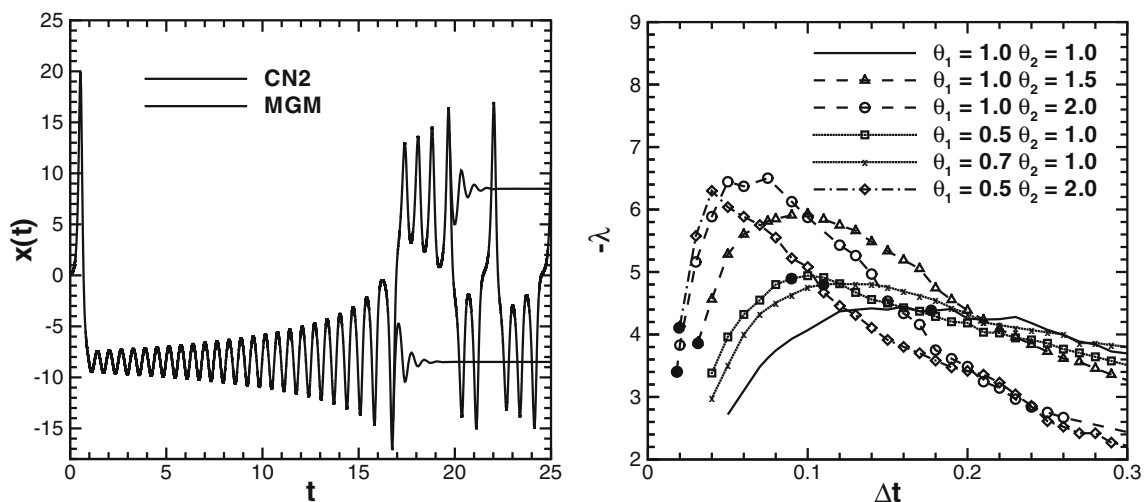 25
20
15
10
5
0
-5
-10
-15
x(t)
0 5 10 15 20 25
t
CN2
MGM
9
8
7
6
5
4
3
2
-λ
0 0.1 0.2 0.3
Δt
θ₁ = 1.0 θ₂ = 1.0
θ₁ = 1.0 θ₂ = 1.5
θ₁ = 1.0 θ₂ = 2.0
θ₁ = 0.5 θ₂ = 1.0
θ₁ = 0.7 θ₂ = 1.0
θ₁ = 0.5 θ₂ = 2.0